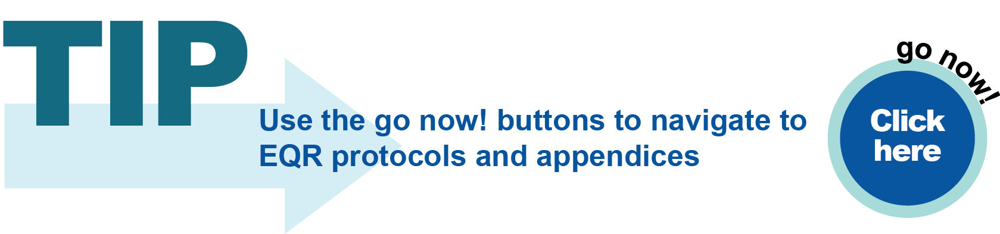 TIP
Use the go now! buttons to navigate to
EQR protocols and appendices
go now!
Click
here